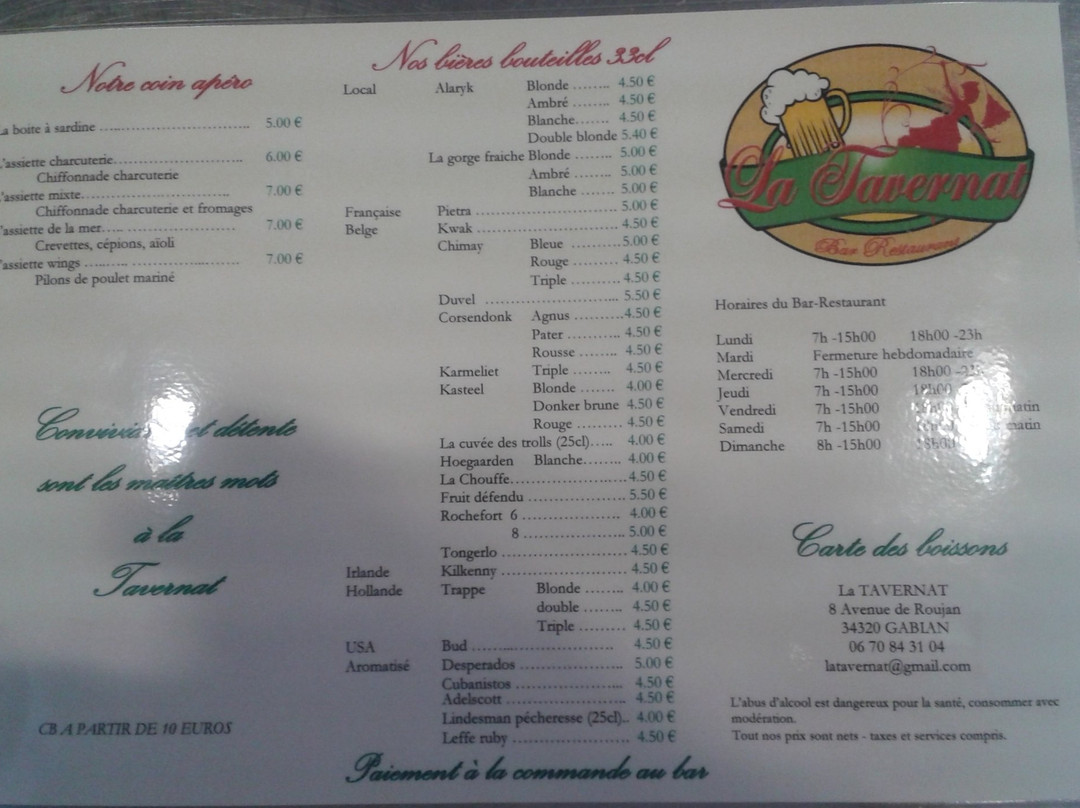 Notre coin apéro
La boite à sardine ................................ 5.00 €
L'assiette charcuterie........................... 6.00 €
Chiffonnade charcuterie
L'assiette mixte............................... 7.00 €
Chiffonnade charcuterie et fromages
L'assiette de la mer..... ...................... 7.00 €
Crevettes, cépions, aïoli
L'assiette wings ......... ......................... 7.00 €
Pilons de poulet mariné
et détente
sont les maîtres mots
à la
Tavernat
CB A PARTIR DE 10 EUROS
Nos bières bouteilles 33cl
Local Alaryk Blonde ........ 4.50 €
Ambré ........ 4.50 €
Blanche....... 4.50 €
Double blonde 5.40 €
La gorge fraiche Blonde ........ 5.00 €
Ambré ........ 5.00 €
Blanche ...... 5.00 €
Française Pietra ................................ 5.00 €
Belge Kwak ................................ 4.50 €
Chimay Bleue ........... 5.00 €
Rouge ......... 4.50 €
Triple .......... 4.50 €
Duvel .............................. 5.50 €
Corsendonk Agnus ..........4.50 €
Pater ........... 4.50 €
Rousse ....... 4.50 €
Karmeliet Triple ........ 4.50 €
Kasteel Blonde ....... 4.00 €
Donker brune 4.50 €
Rouge ......... 4.50 €
La cuvée des trolls (25cl)..... 4.00 €
Hoegaarden Blanche........ 4.00 €
La Chouffe...........................4.50 €
Fruit défendu ...................... 5.50 €
Rochefort 6 ...................... 4.00 €
8 ........................ 5.00 €
Tongerlo ............................ 4.50 €
Irlande Kilkenny ............................ 4.50 €
Hollande Trappe Blonde ........ 4.00 €
double ........ 4.50 €
Triple ......... 4.50 €
USA Bud ................................ 4.50 €
Aromatisé Desperados ....................... 5.00 €
Cubanistos ........................ 4.50 €
Adelscott .......................... 4.50 €
Lindesman pécheresse (25cl).. 4.00 €
Leffe ruby .......................... 4.50 €
Paiement à la commande au bar
La Tavernat
Bar Restaurant
Horaires du Bar-Restaurant
Lundi 7h -15h00 18h00 -23h
Mardi Fermeture hebdomadaire
Mercredi 7h -15h00 18h00
Jeudi 7h -15h00
Vendredi 7h -15h00 matin
Samedi 7h -15h00 matin
Dimanche 8h -15h00
Carte des boissons
La TAVERNAT
8 Avenue de Roujan
34320 GABIAN
06 70 84 31 04
latavernat@gmail.com
L'abus d'alcool est dangereux pour la santé, consommer avec
modération.
Tout nos prix sont nets - taxes et services compris.